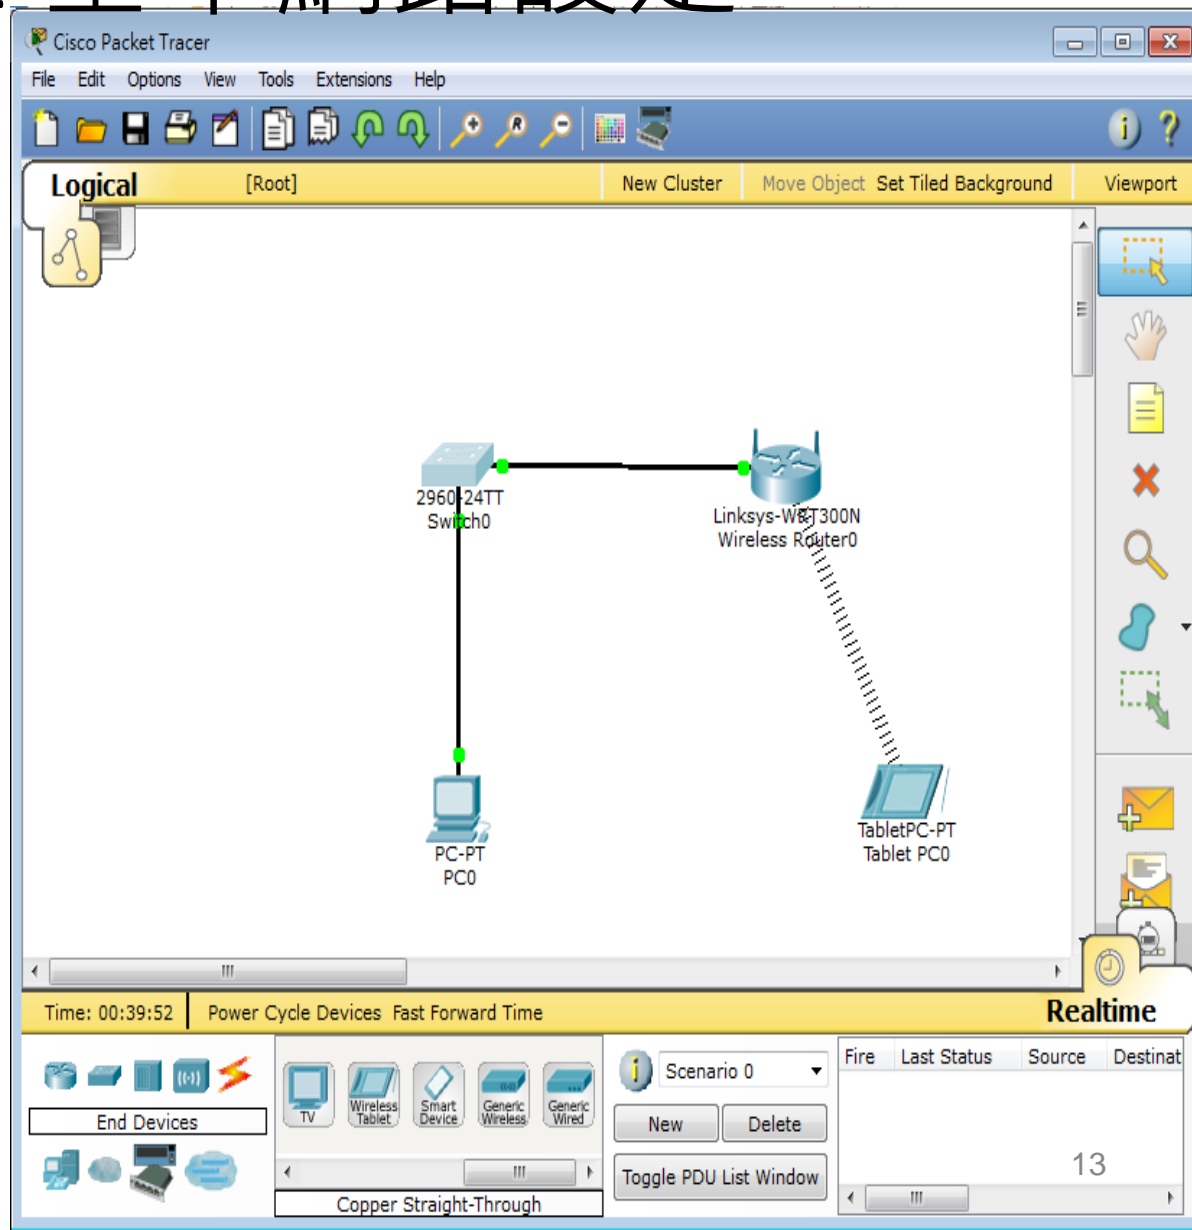 Cisco Packet Tracer
File Edit Options View Tools Extensions Help
Logical [Root] New Cluster Move Object Set Tiled Background Viewport
2960-24TT
Switch0
Linksys-WRT300N
Wireless Router0
TabletPC-PT
Tablet PC0
PC-PT
PC0
Time: 00:39:52 Power Cycle Devices Fast Forward Time Realtime
Fire Last Status Source Destinat
Scenario 0
TV
Wireless Tablet
Smart Device
Generic Wireless
Generic Wired
End Devices
New Delete
Toggle PDU List Window
Copper Straight-Through
13